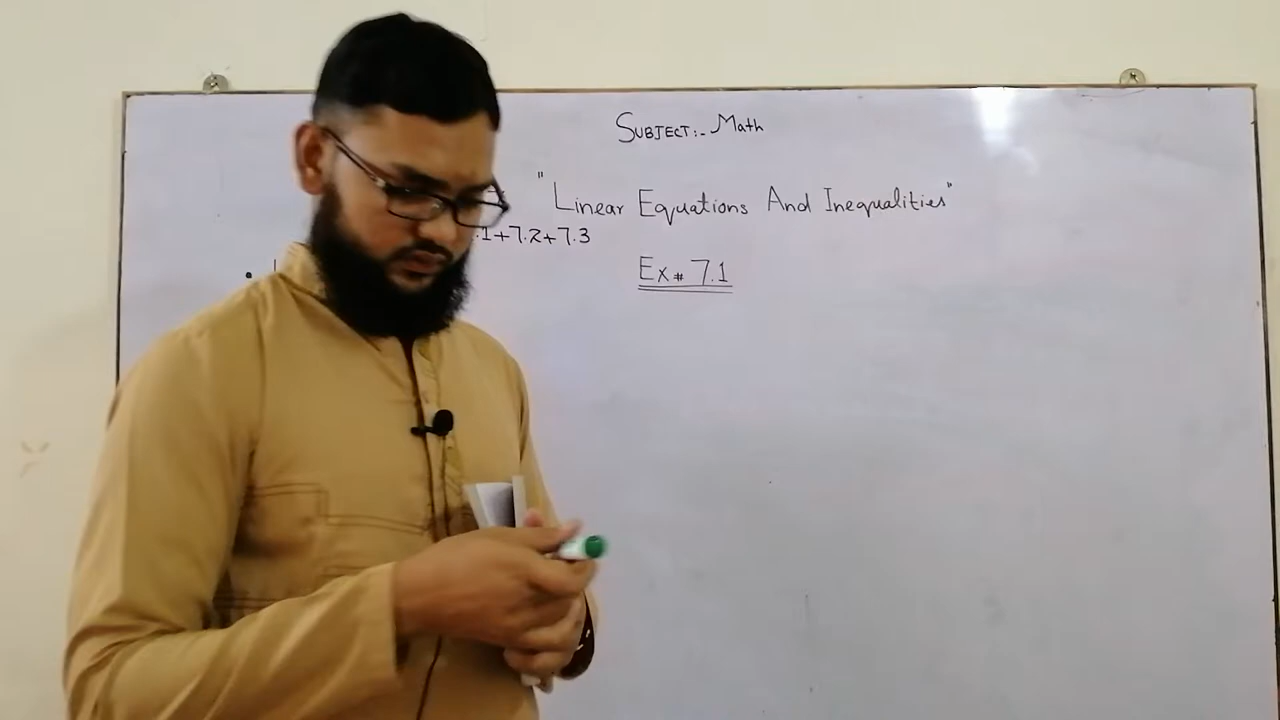 SUBJECT:- Math
"Linear Equations And Inequalities"
.1+7.2+7.3
Ex# 7.1